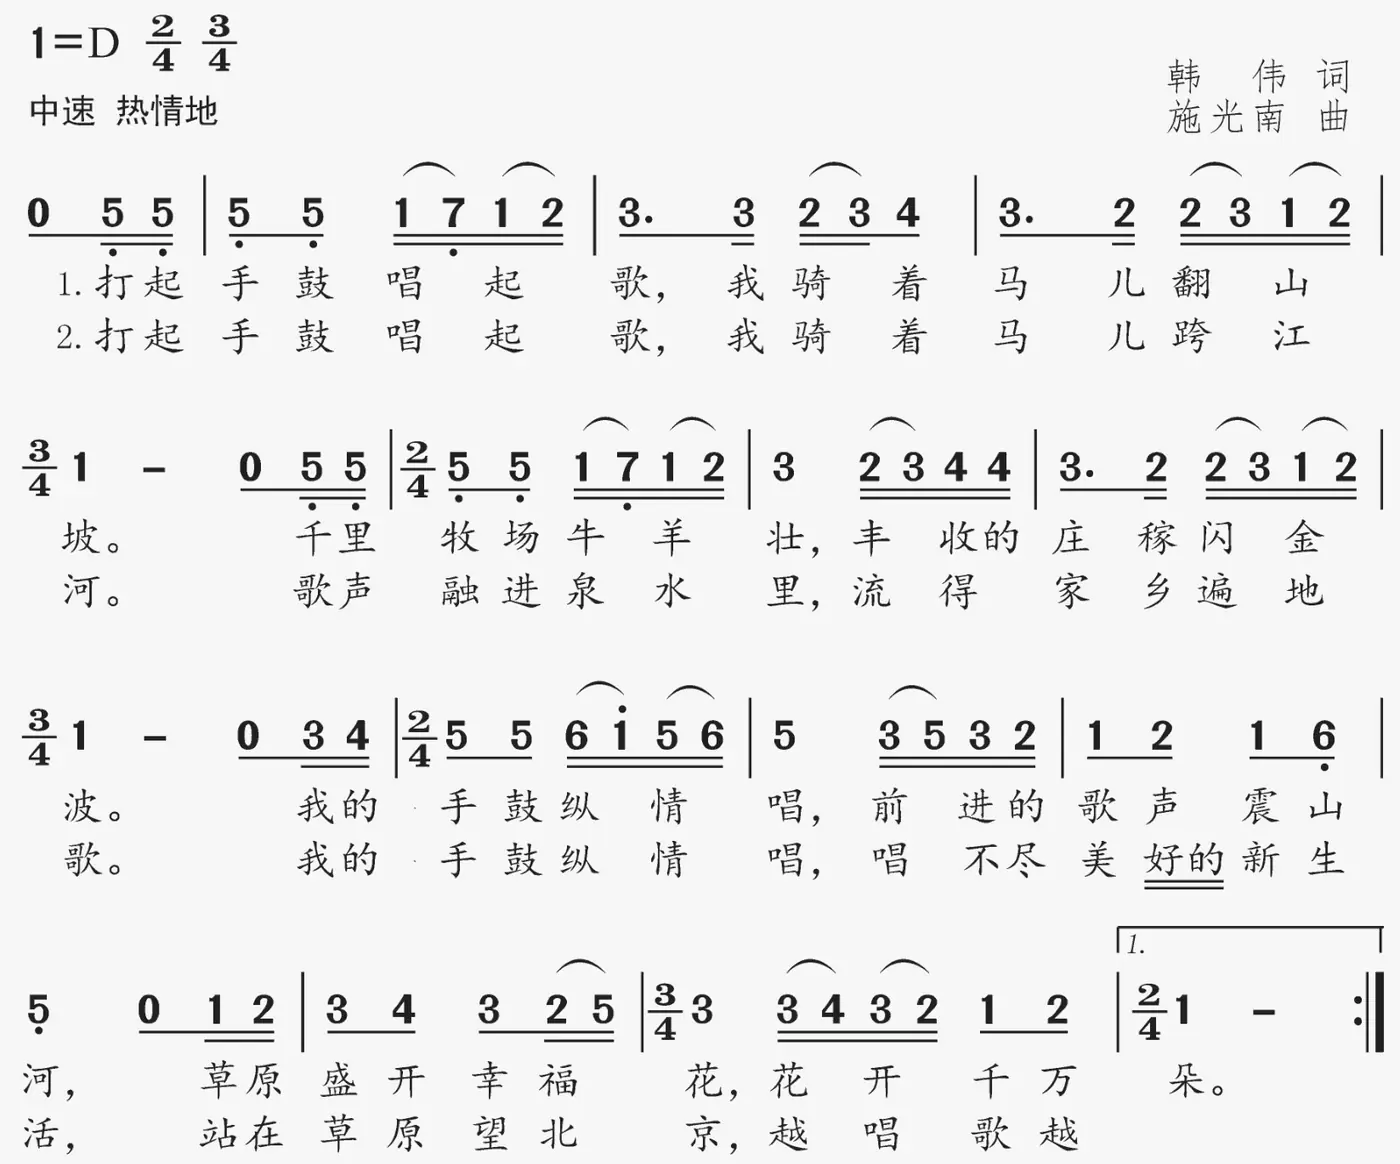 1=D 2/4 3/4
中速 热情地
韩 伟 词
施光南 曲
0 5 5 | 5 5 1 7 1 2 | 3. 3 2 3 4 | 3. 2 2 3 1 2 |
1.打起 手鼓唱起 歌，我骑着 马儿翻山
2.打起 手鼓唱起 歌，我骑着 马儿跨江
3/4 1 - 0 5 5 | 2/4 5 5 1 7 1 2 | 3 2 3 4 4 | 3. 2 2 3 1 2 |
坡。 千里 牧场牛羊 壮，丰收的 庄稼闪金
河。 歌声 融进泉水 里，流得 家乡遍地
3/4 1 - 0 3 4 | 2/4 5 5 6 1 5 6 | 5 3 5 3 2 | 1 2 1 6 |
波。 我的 手鼓纵情 唱，前进的 歌声震山
歌。 我的 手鼓纵情 唱，唱不尽 美好的新生
1.
5 0 1 2 | 3 4 3 2 5 | 3/4 3 3 4 3 2 1 2 | 2/4 1 - :|
河， 草原 盛开幸福 花，花开千万 朵。
活， 站在 草原望北 京，越唱歌越